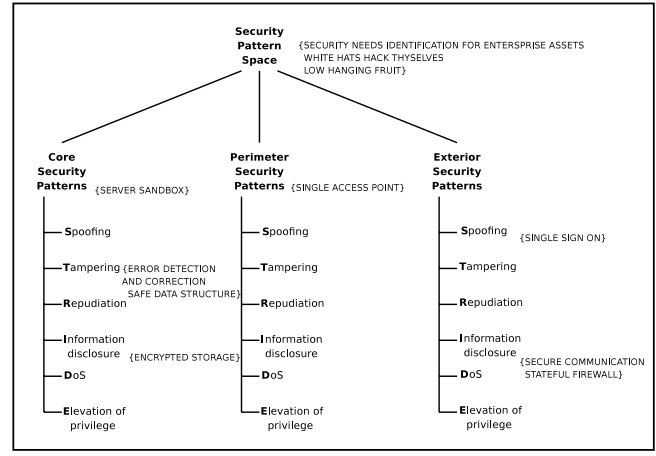 Security
Pattern
Space
{SECURITY NEEDS IDENTIFICATION FOR ENTERSPRISE ASSETS
WHITE HATS HACK THYSELVES
LOW HANGING FRUIT}
Core
Security
Patterns {SERVER SANDBOX}
Spoofing
Tampering {ERROR DETECTION
AND CORRECTION
SAFE DATA STRUCTURE}
Repudiation
Information
disclosure {ENCRYPTED STORAGE}
DoS
Elevation of
privilege
Perimeter
Security
Patterns {SINGLE ACCESS POINT}
Spoofing
Tampering
Repudiation
Information
disclosure
DoS
Elevation of
privilege
Exterior
Security
Patterns
Spoofing {SINGLE SIGN ON}
Tampering
Repudiation
Information
disclosure
{SECURE COMMUNICATION
STATEFUL FIREWALL}
DoS
Elevation of
privilege